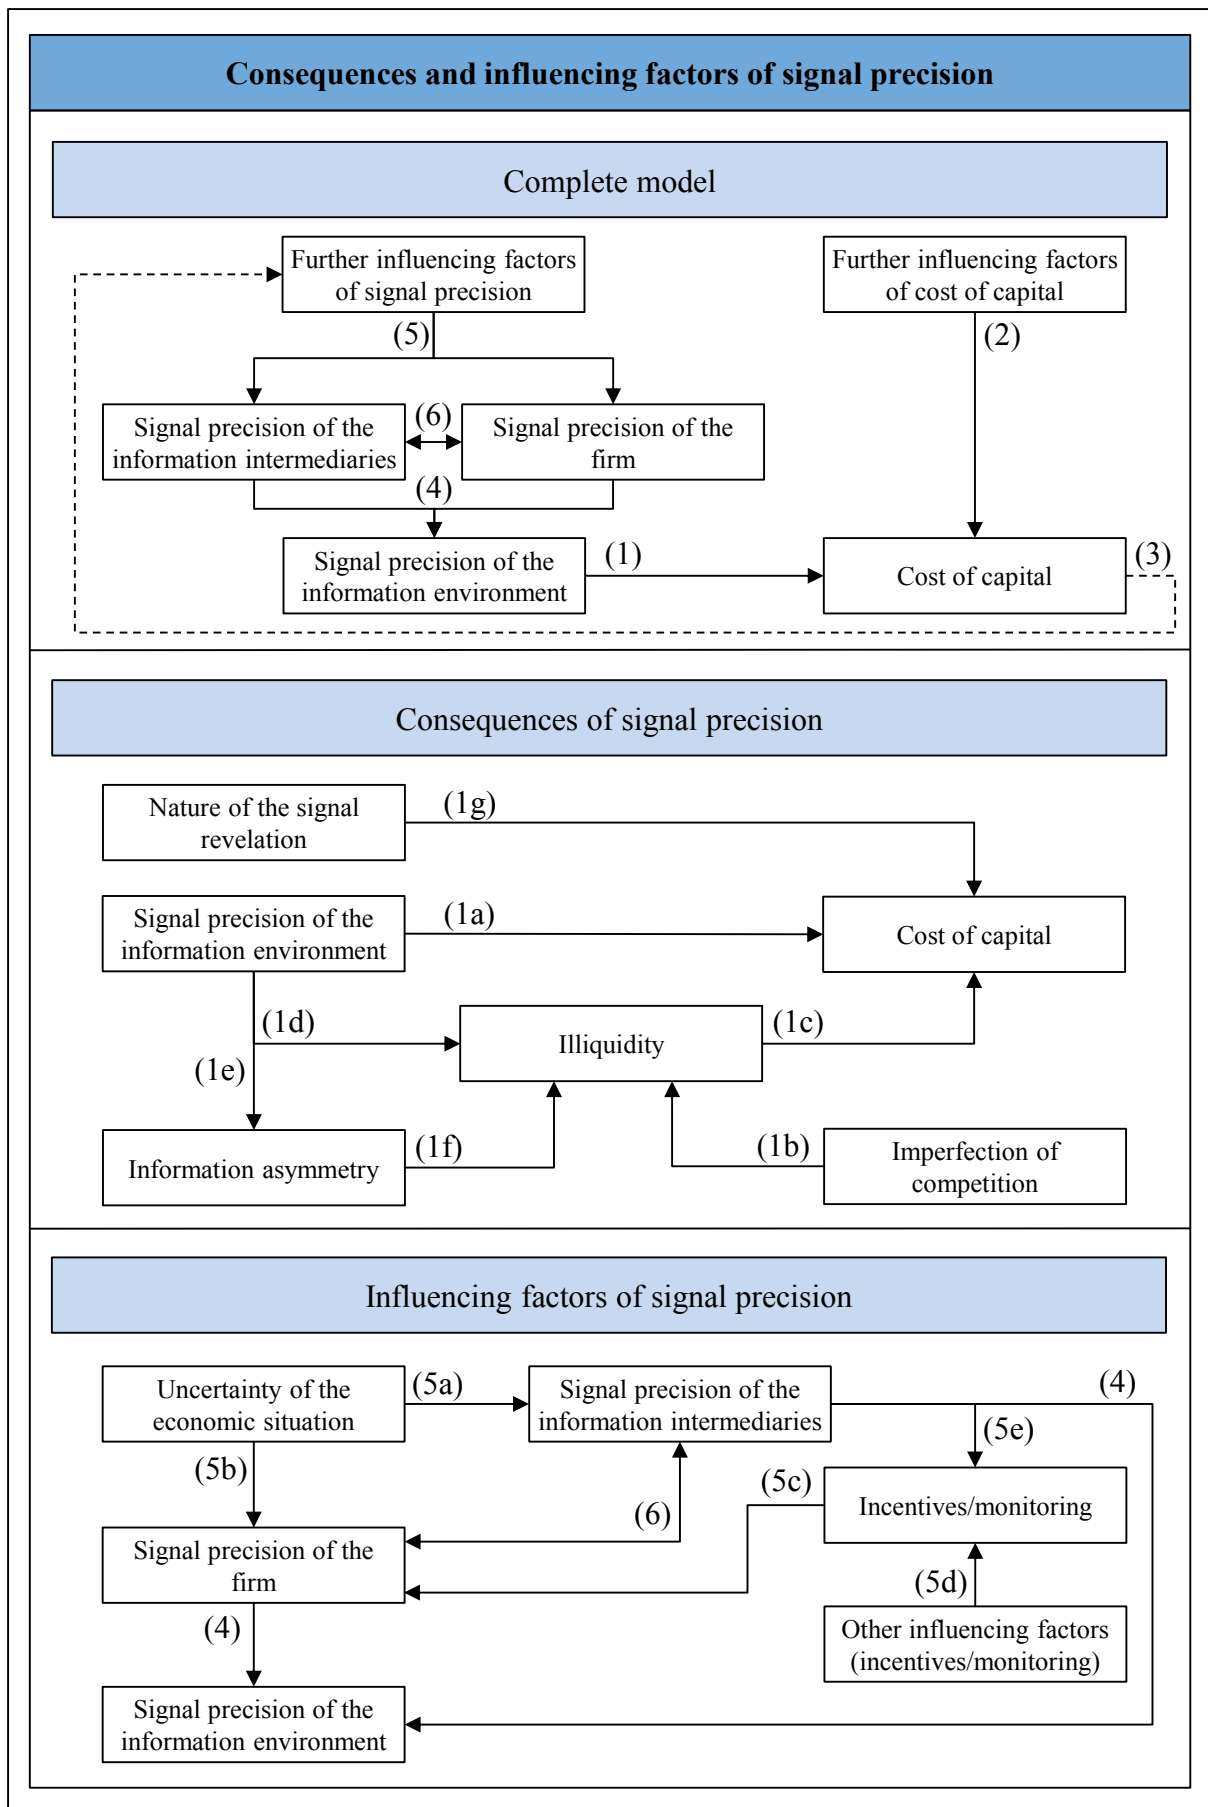 Consequences and influencing factors of signal precision
Complete model
Further influencing factors
of signal precision
Further influencing factors
of cost of capital
(5)
(2)
Signal precision of the
information intermediaries
(6)
Signal precision of the
firm
(4)
Signal precision of the
information environment
(1)
Cost of capital
(3)
Consequences of signal precision
Nature of the signal
revelation
(1g)
Signal precision of the
information environment
(1a)
Cost of capital
(1d)
Illiquidity
(1c)
(1e)
Information asymmetry
(1f)
(1b)
Imperfection of
competition
Influencing factors of signal precision
Uncertainty of the
economic situation
(5a)
Signal precision of the
information intermediaries
(4)
(5e)
(5b)
(5c)
Incentives/monitoring
(6)
Signal precision of the
firm
(5d)
(4)
Other influencing factors
(incentives/monitoring)
Signal precision of the
information environment